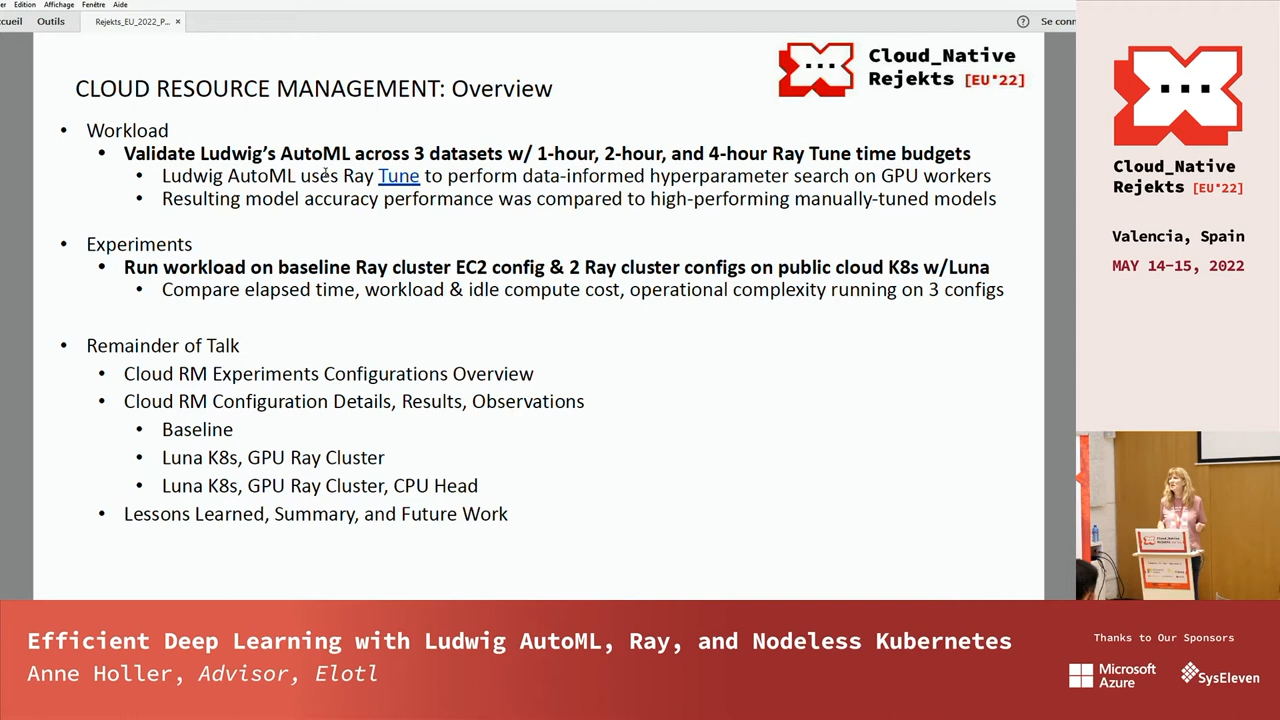 Edition Affichage Fenêtre Aide
Outils Rejekts_EU_2022_P... × ? Se conn
CLOUD RESOURCE MANAGEMENT: Overview
Cloud_Native
Rejekts [EU'22]
• Workload
• Validate Ludwig's AutoML across 3 datasets w/ 1-hour, 2-hour, and 4-hour Ray Tune time budgets
• Ludwig AutoML uses Ray Tune to perform data-informed hyperparameter search on GPU workers
• Resulting model accuracy performance was compared to high-performing manually-tuned models
• Experiments
• Run workload on baseline Ray cluster EC2 config & 2 Ray cluster configs on public cloud K8s w/Luna
• Compare elapsed time, workload & idle compute cost, operational complexity running on 3 configs
• Remainder of Talk
• Cloud RM Experiments Configurations Overview
• Cloud RM Configuration Details, Results, Observations
• Baseline
• Luna K8s, GPU Ray Cluster
• Luna K8s, GPU Ray Cluster, CPU Head
• Lessons Learned, Summary, and Future Work
Cloud_Native
Rejekts [EU'22]
Valencia, Spain
MAY 14-15, 2022
Efficient Deep Learning with Ludwig AutoML, Ray, and Nodeless Kubernetes
Anne Holler, Advisor, Elotl
Thanks to Our Sponsors
Microsoft
Azure
SysEleven